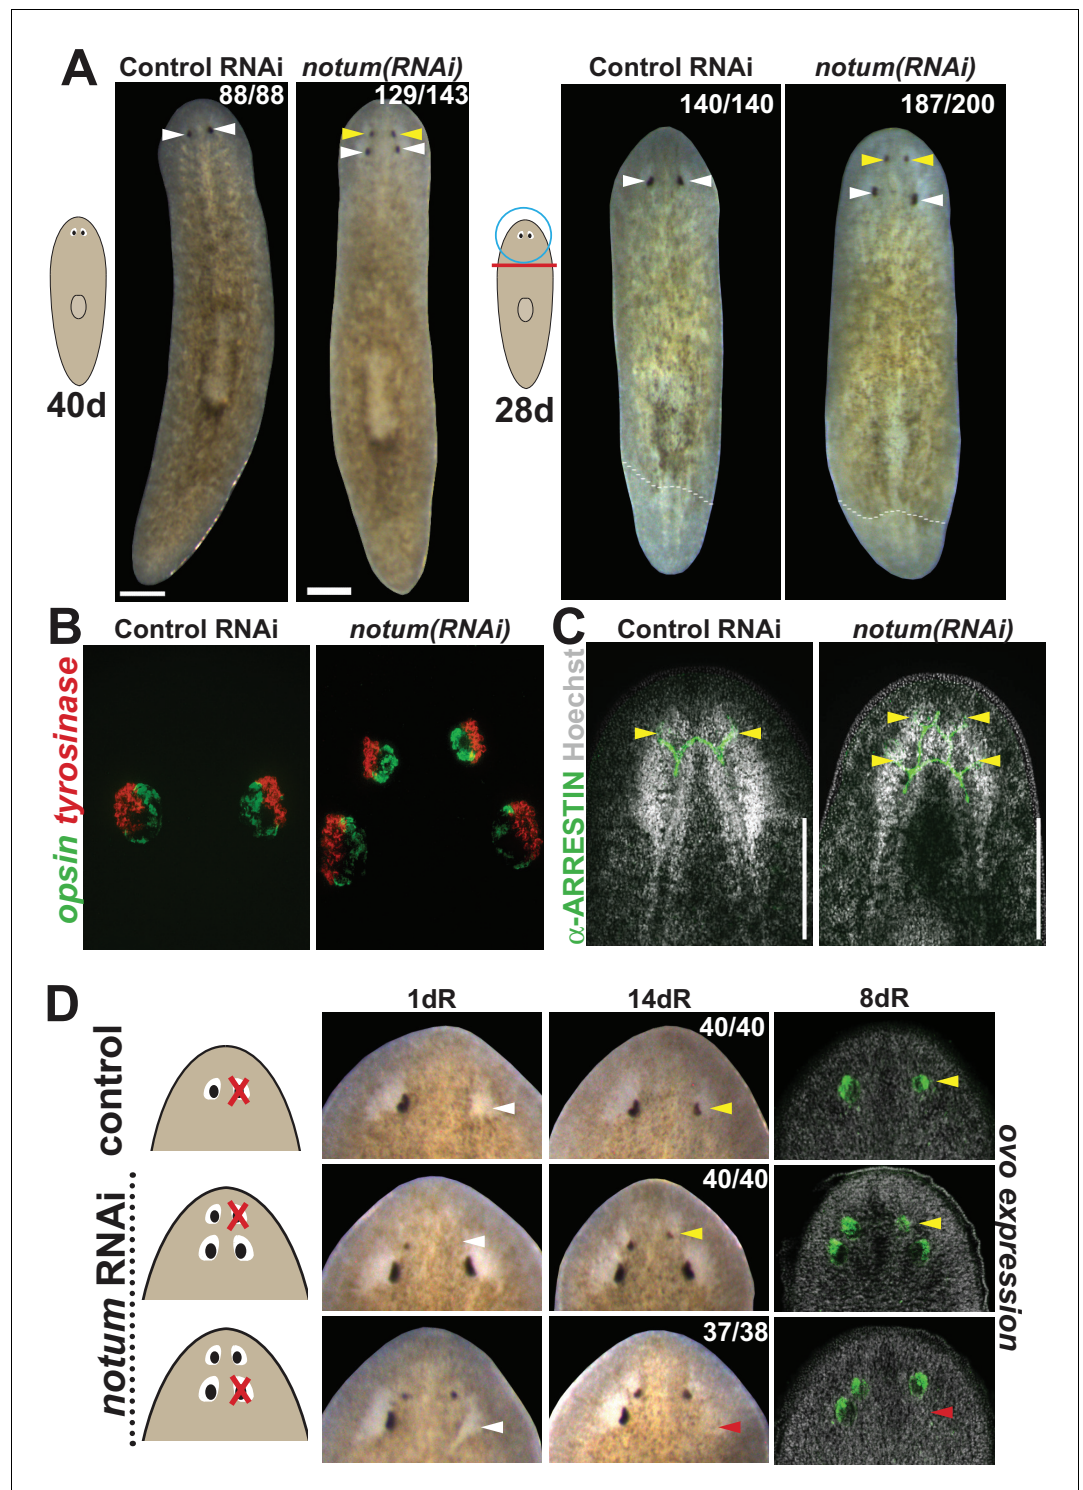 A
Control RNAi
notum(RNAi)
Control RNAi
notum(RNAi)
88/88
129/143
140/140
187/200
40d
28d
B
Control RNAi
notum(RNAi)
opsin tyrosinase
C
Control RNAi
notum(RNAi)
α-ARRESTIN Hoechst
D
1dR
14dR
8dR
control
40/40
notum RNAi
40/40
37/38
ovo expression